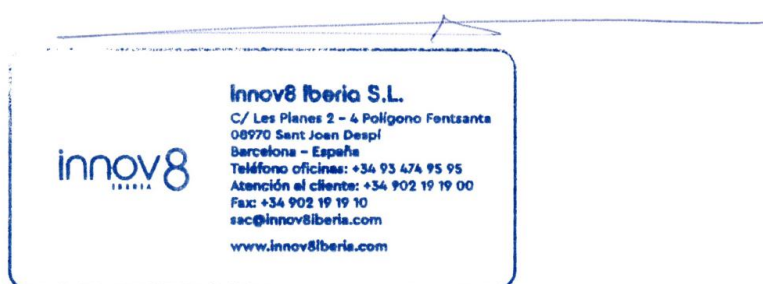 innov8
IBERIA
Innov8 Iberia S.L.
C/ Les Planes 2 – 4 Polígono Fontsanta
08970 Sant Joan Despí
Barcelona – España
Teléfono oficinas: +34 93 474 95 95
Atención al cliente: +34 902 19 19 00
Fax: +34 902 19 19 10
sac@innov8iberia.com
www.innov8iberia.com